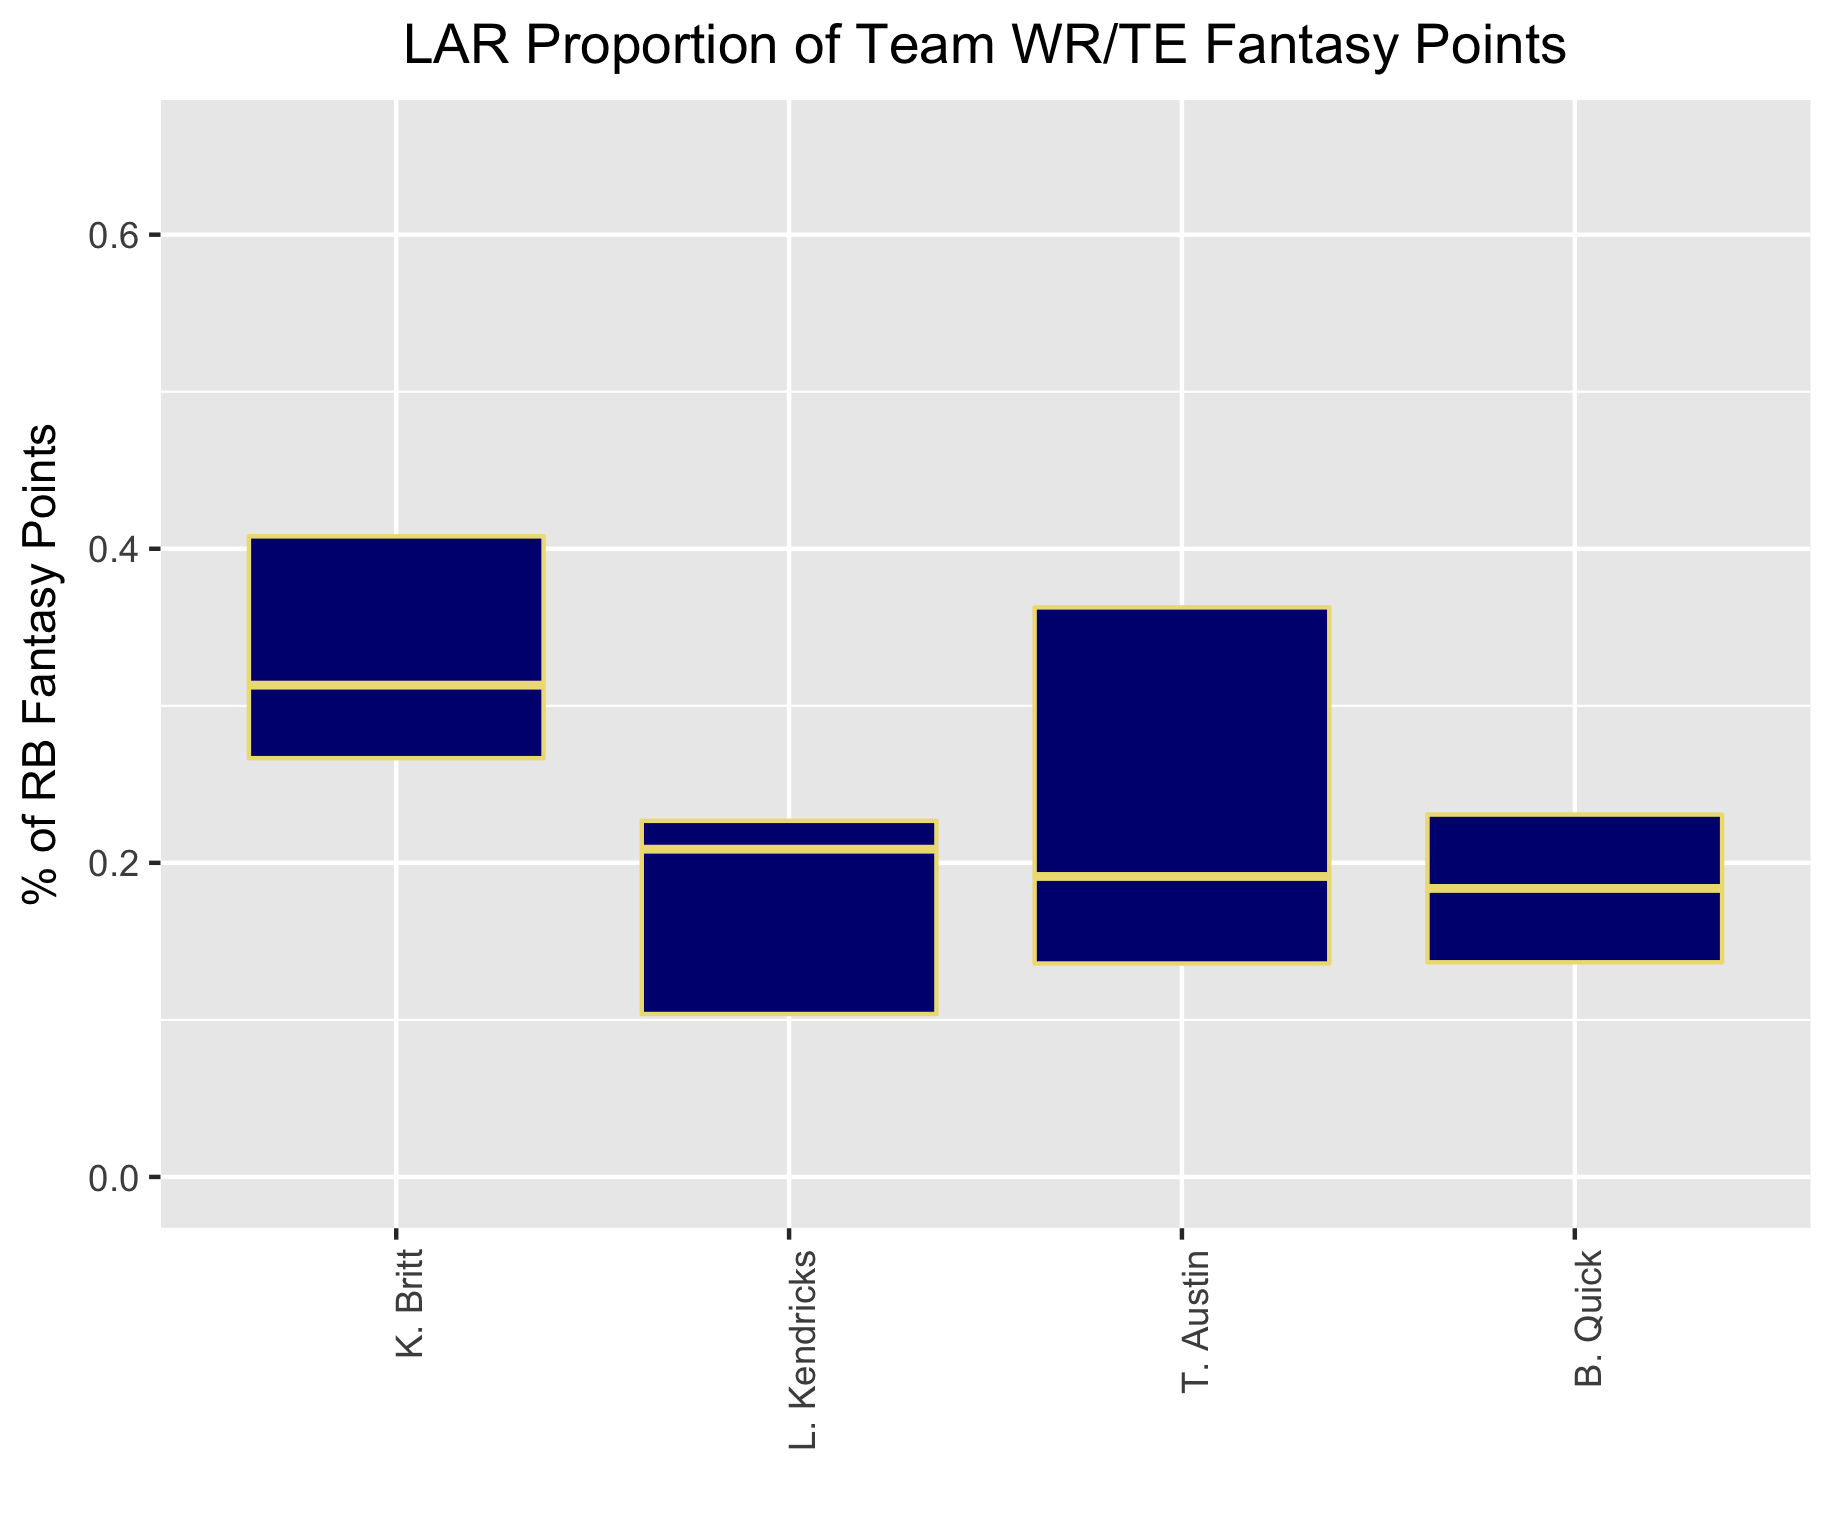 LAR Proportion of Team WR/TE Fantasy Points
% of RB Fantasy Points
0.6
0.4
0.2
0.0
K. Britt
L. Kendricks
T. Austin
B. Quick